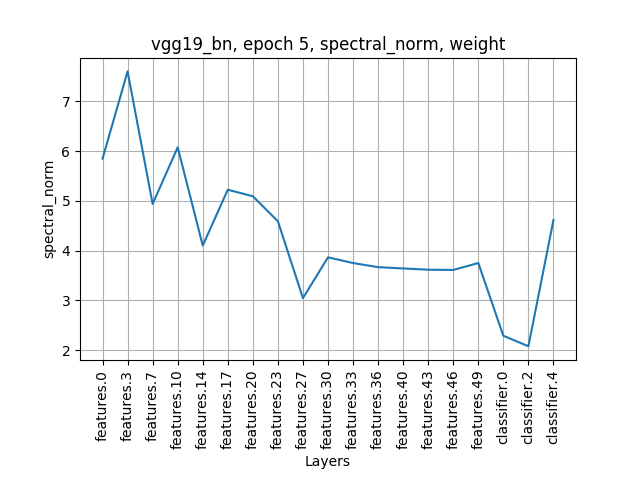 vgg19_bn, epoch 5, spectral_norm, weight
spectral_norm
7
6
5
4
3
2
features.0
features.3
features.7
features.10
features.14
features.17
features.20
features.23
features.27
features.30
features.33
features.36
features.40
features.43
features.46
features.49
classifier.0
classifier.2
classifier.4
Layers